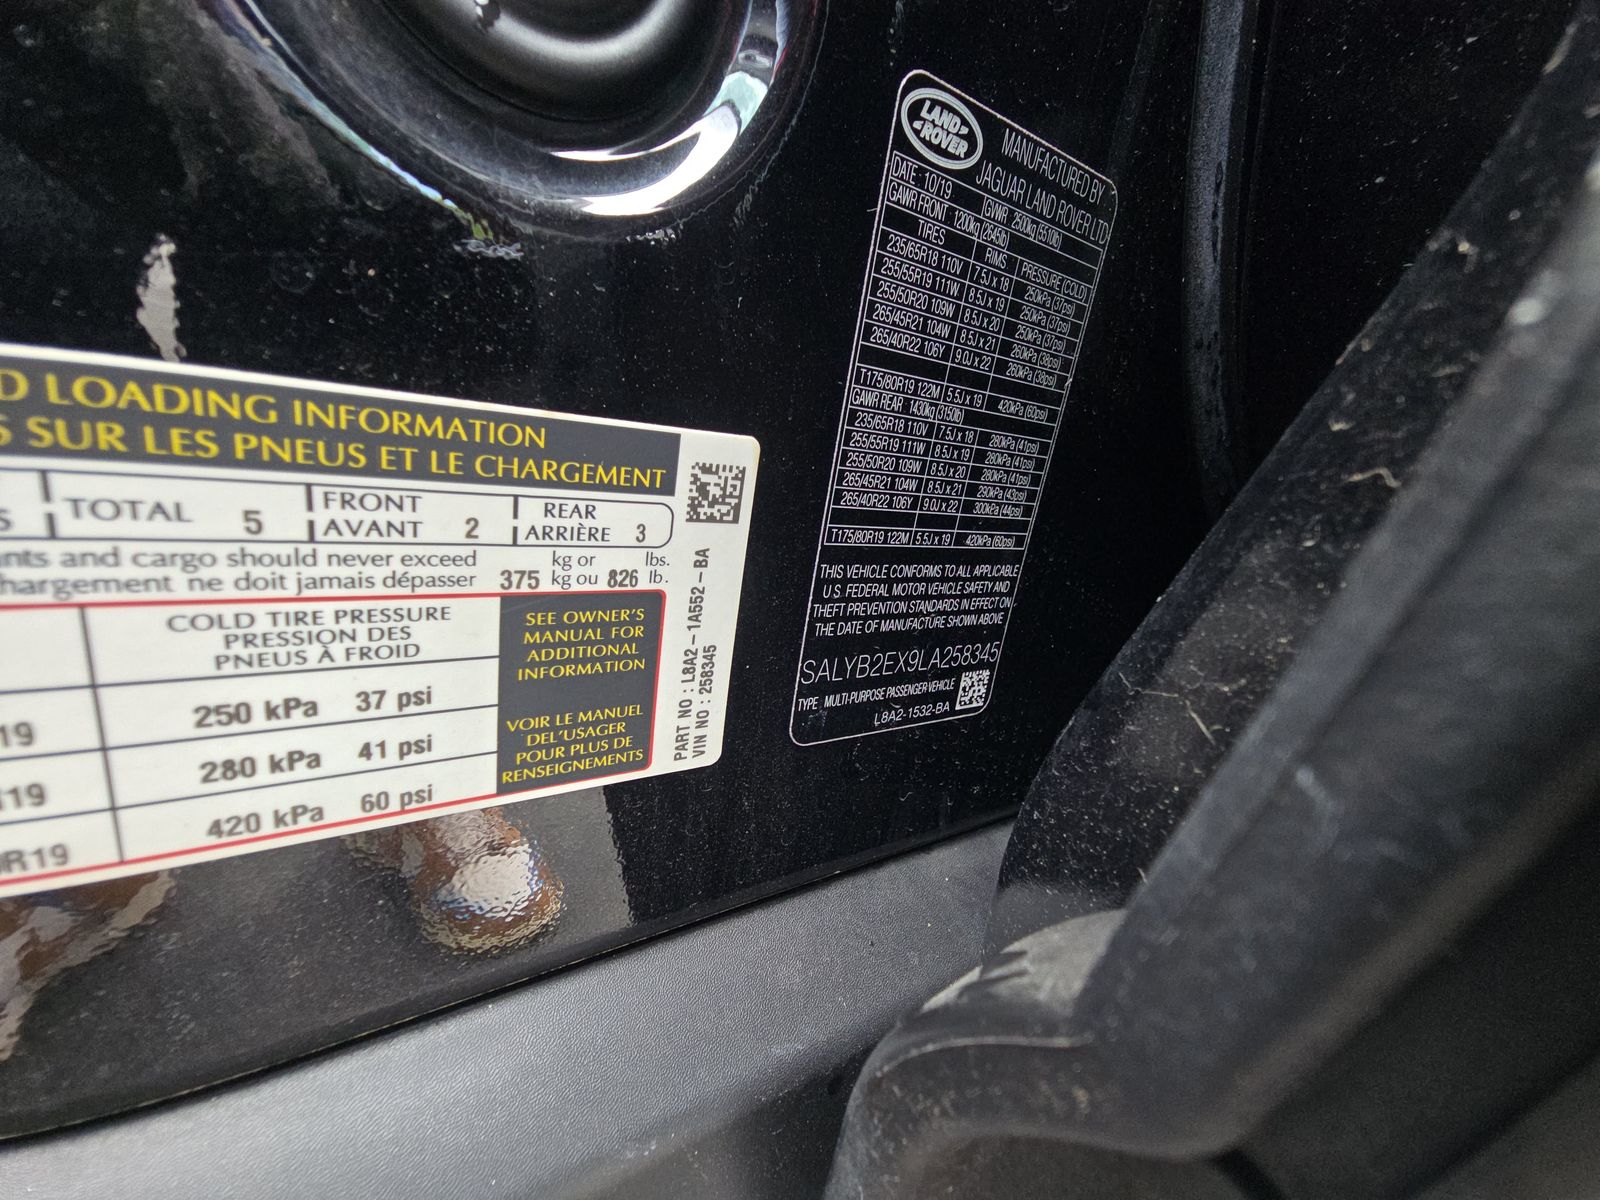 D LOADING INFORMATION
S SUR LES PNEUS ET LE CHARGEMENT
S TOTAL 5 FRONT AVANT 2 REAR ARRIÈRE 3
nts and cargo should never exceed kg or lbs.
hargement ne doit jamais dépasser 375 kg ou 826 lb.
COLD TIRE PRESSURE
PRESSION DES
PNEUS À FROID
19 250 kPa 37 psi
19 280 kPa 41 psi
R19 420 kPa 60 psi
SEE OWNER'S
MANUAL FOR
ADDITIONAL
INFORMATION
VOIR LE MANUEL
DEL'USAGER
POUR PLUS DE
RENSEIGNEMENTS
PART NO : L8A2-1A552-BA
VIN NO : 258345
LAND
ROVER
MANUFACTURED BY
JAGUAR LAND ROVER LTD
DATE: 10/19 GVWR 2500kg (5510lb)
GAWR FRONT: 1200kg (2645lb)
TIRES RIMS PRESSURE (COLD)
235/65R18 110V 7.5J x 18 250kPa (37psi)
255/55R19 111W 8.5J x 19 250kPa (37psi)
255/50R20 109W 8.5J x 20 250kPa (37psi)
265/45R21 104W 8.5J x 21 260kPa (38psi)
265/40R22 106Y 9.0J x 22 260kPa (38psi)
T175/80R19 122M 5.5J x 19 420kPa (60psi)
GAWR REAR: 1430kg (3150lb)
235/65R18 110V 7.5J x 18 280kPa (41psi)
255/55R19 111W 8.5J x 19 280kPa (41psi)
255/50R20 109W 8.5J x 20 280kPa (41psi)
265/45R21 104W 8.5J x 21 290kPa (43psi)
265/40R22 106Y 9.0J x 22 300kPa (44psi)
T175/80R19 122M 5.5J x 19 420kPa (60psi)
THIS VEHICLE CONFORMS TO ALL APPLICABLE
U.S. FEDERAL MOTOR VEHICLE SAFETY AND
THEFT PREVENTION STANDARDS IN EFFECT ON
THE DATE OF MANUFACTURE SHOWN ABOVE
SALYB2EX9LA258345
TYPE MULTI-PURPOSE PASSENGER VEHICLE
L8A2-1532-BA